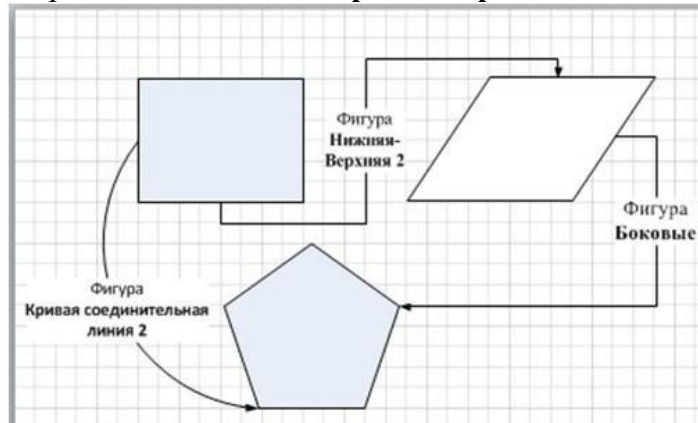 Фигура
Нижняя-
Верхняя 2
Фигура
Боковые
Фигура
Кривая соединительная
линия 2